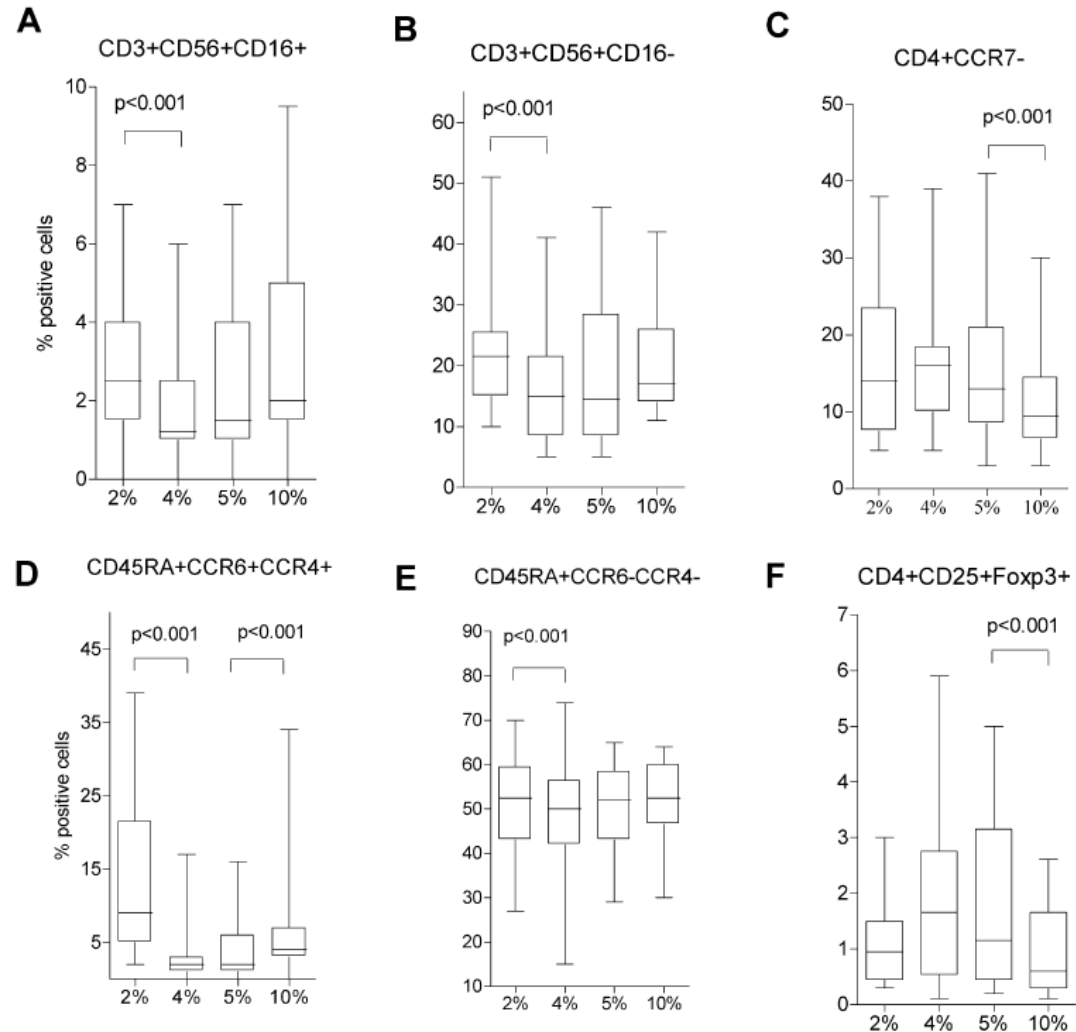 A
CD3+CD56+CD16+
p<0.001
% positive cells
10
8
6
4
2
0
2% 4% 5% 10%
B
CD3+CD56+CD16-
p<0.001
60
50
40
30
20
10
0
2% 4% 5% 10%
C
CD4+CCR7-
p<0.001
50
40
30
20
10
0
2% 4% 5% 10%
D
CD45RA+CCR6+CCR4+
p<0.001 p<0.001
% positive cells
45
35
25
15
5
2% 4% 5% 10%
E
CD45RA+CCR6-CCR4-
p<0.001
90
80
70
60
50
40
30
20
10
2% 4% 5% 10%
F
CD4+CD25+Foxp3+
p<0.001
7
6
5
4
3
2
1
0
2% 4% 5% 10%